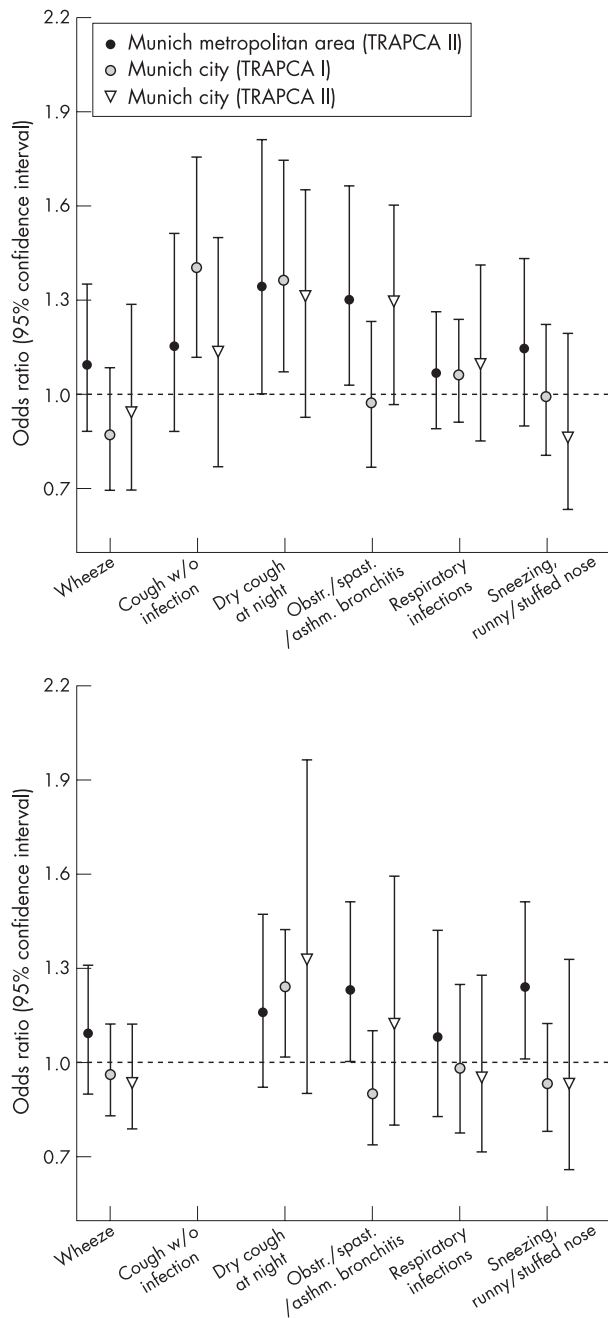 2.2
1.9
1.6
1.3
1.0
0.7
Odds ratio (95% confidence interval)
Munich metropolitan area (TRAPCA II)
Munich city (TRAPCA I)
Munich city (TRAPCA II)
Wheeze
Cough w/o
infection
Dry cough
at night
Obstr./spast.
/asthm. bronchitis
Respiratory
infections
Sneezing,
runny/stuffed nose
2.2
1.9
1.6
1.3
1.0
0.7
Odds ratio (95% confidence interval)
Wheeze
Cough w/o
infection
Dry cough
at night
Obstr./spast.
/asthm. bronchitis
Respiratory
infections
Sneezing,
runny/stuffed nose